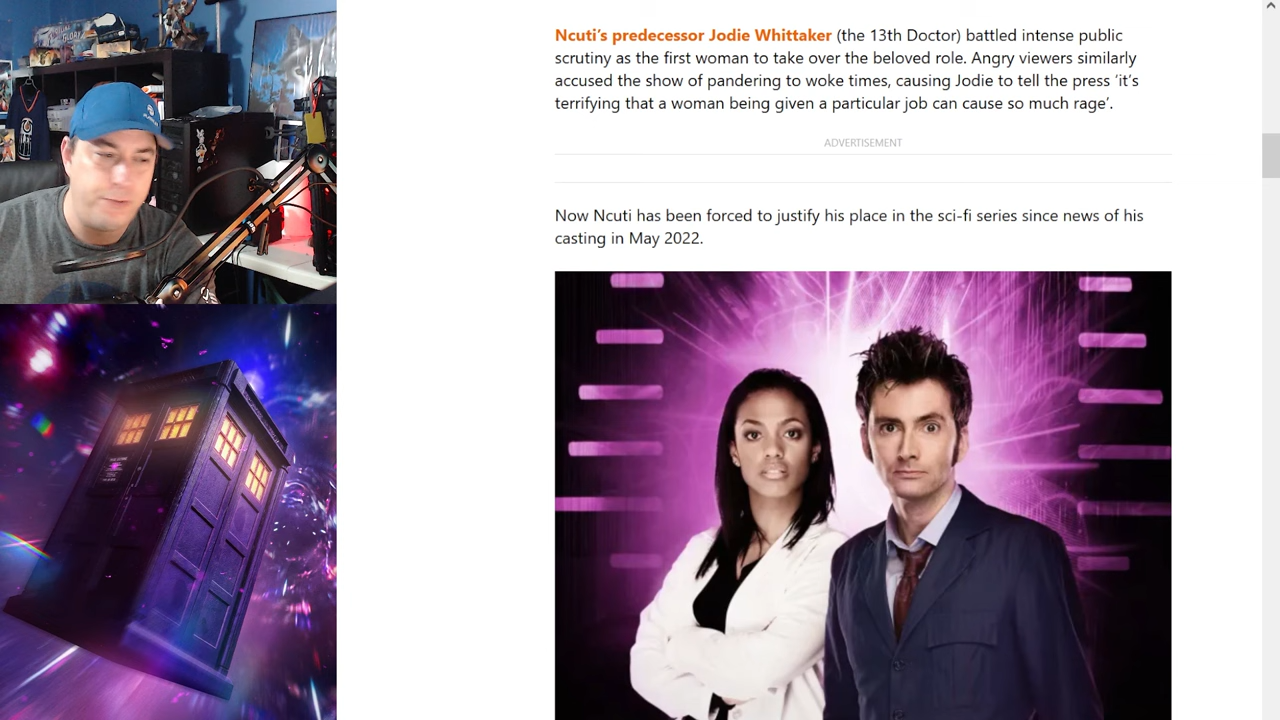 Ncuti's predecessor Jodie Whittaker (the 13th Doctor) battled intense public
scrutiny as the first woman to take over the beloved role. Angry viewers similarly
accused the show of pandering to woke times, causing Jodie to tell the press ‘it's
terrifying that a woman being given a particular job can cause so much rage’.
ADVERTISEMENT
Now Ncuti has been forced to justify his place in the sci-fi series since news of his
casting in May 2022.